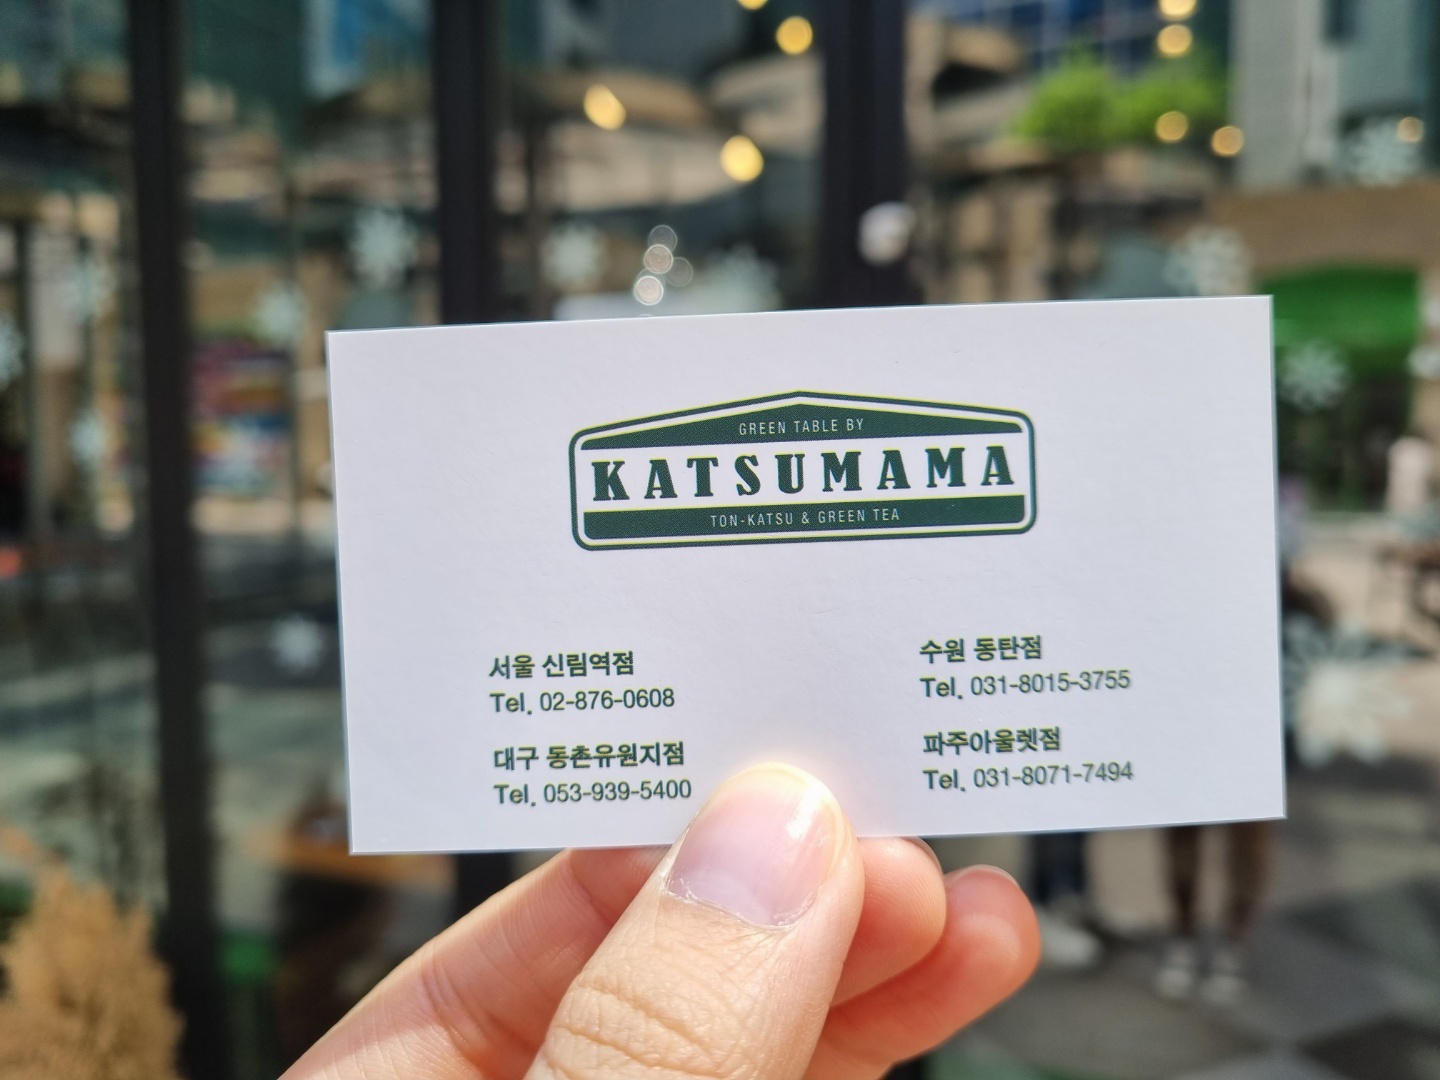 GREEN TABLE BY
KATSUMAMA
TON-KATSU & GREEN TEA
서울 신림역점
Tel. 02-876-0608
대구 동촌유원지점
Tel. 053-939-5400
수원 동탄점
Tel. 031-8015-3755
파주아울렛점
Tel. 031-8071-7494